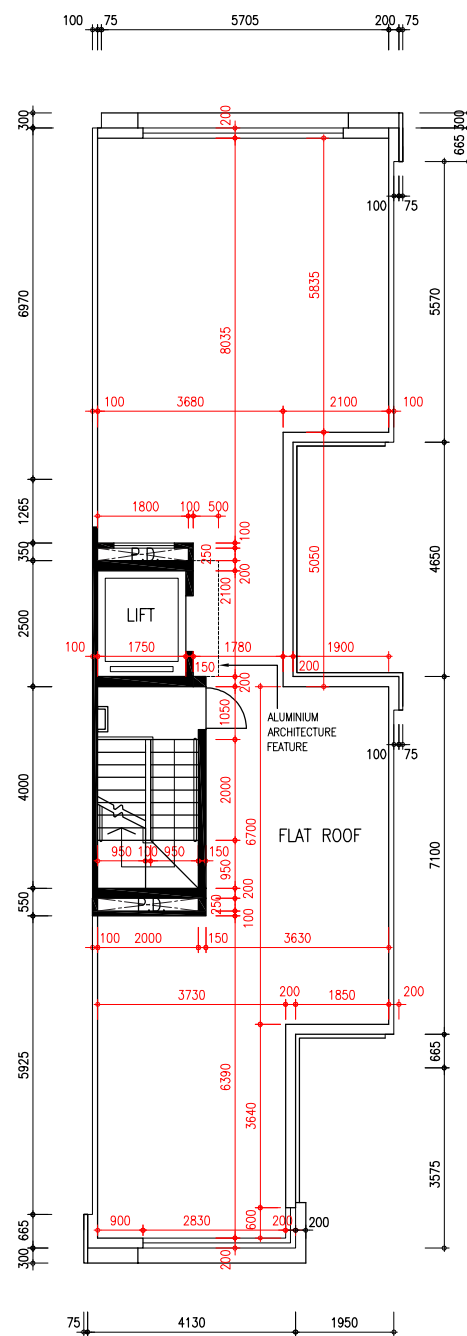 100 75 5705 200 75
300 200 300
665
100 75
6970 5835 5570
8035
100 3680 2100 100
1265 1800 100 500
350 P.D. 250 100
200
2500 LIFT 2100 5050 4650
100 1750 1780 1900
150 200
200
1050 ALUMINIUM
ARCHITECTURE
FEATURE
100 75
4000 2000 6700 FLAT ROOF 7100
950 100 950 150
950
550 P.D. 250 200
100
100 2000 150 3630
3730 200 1850 200
5925 6390 3640 665
3575
900 2830 200 200
665 600
300 200
75 4130 1950